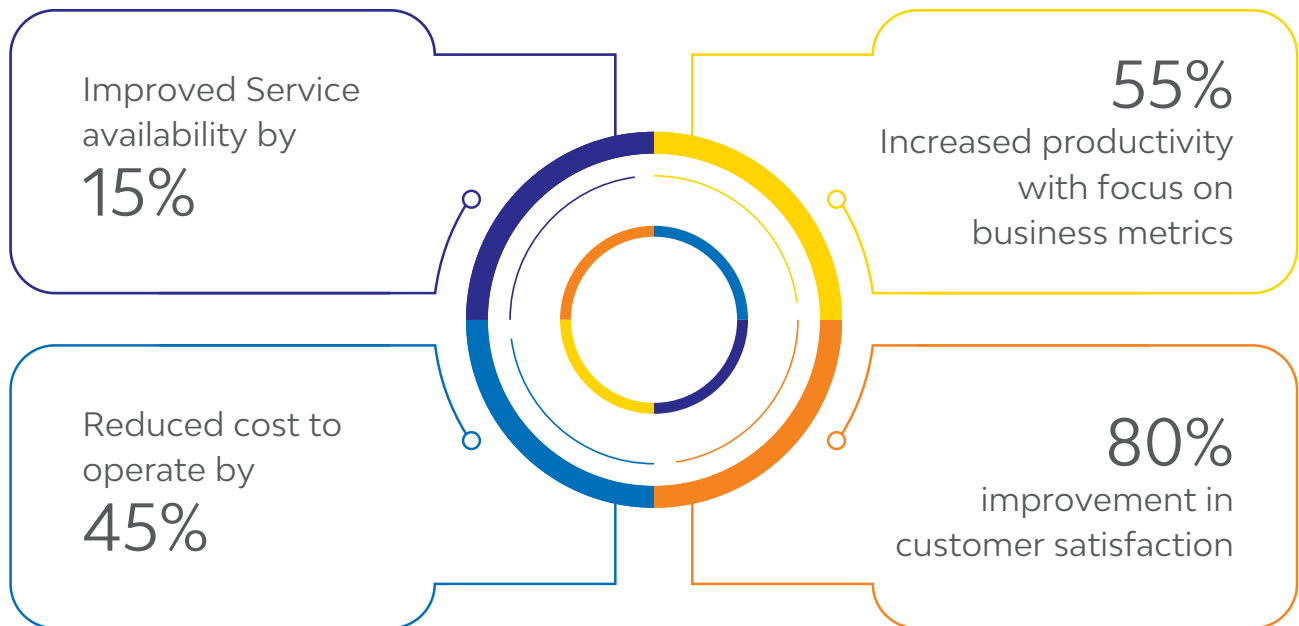 Improved Service
availability by
15%
55%
Increased productivity
with focus on
business metrics
Reduced cost to
operate by
45%
80%
improvement in
customer satisfaction